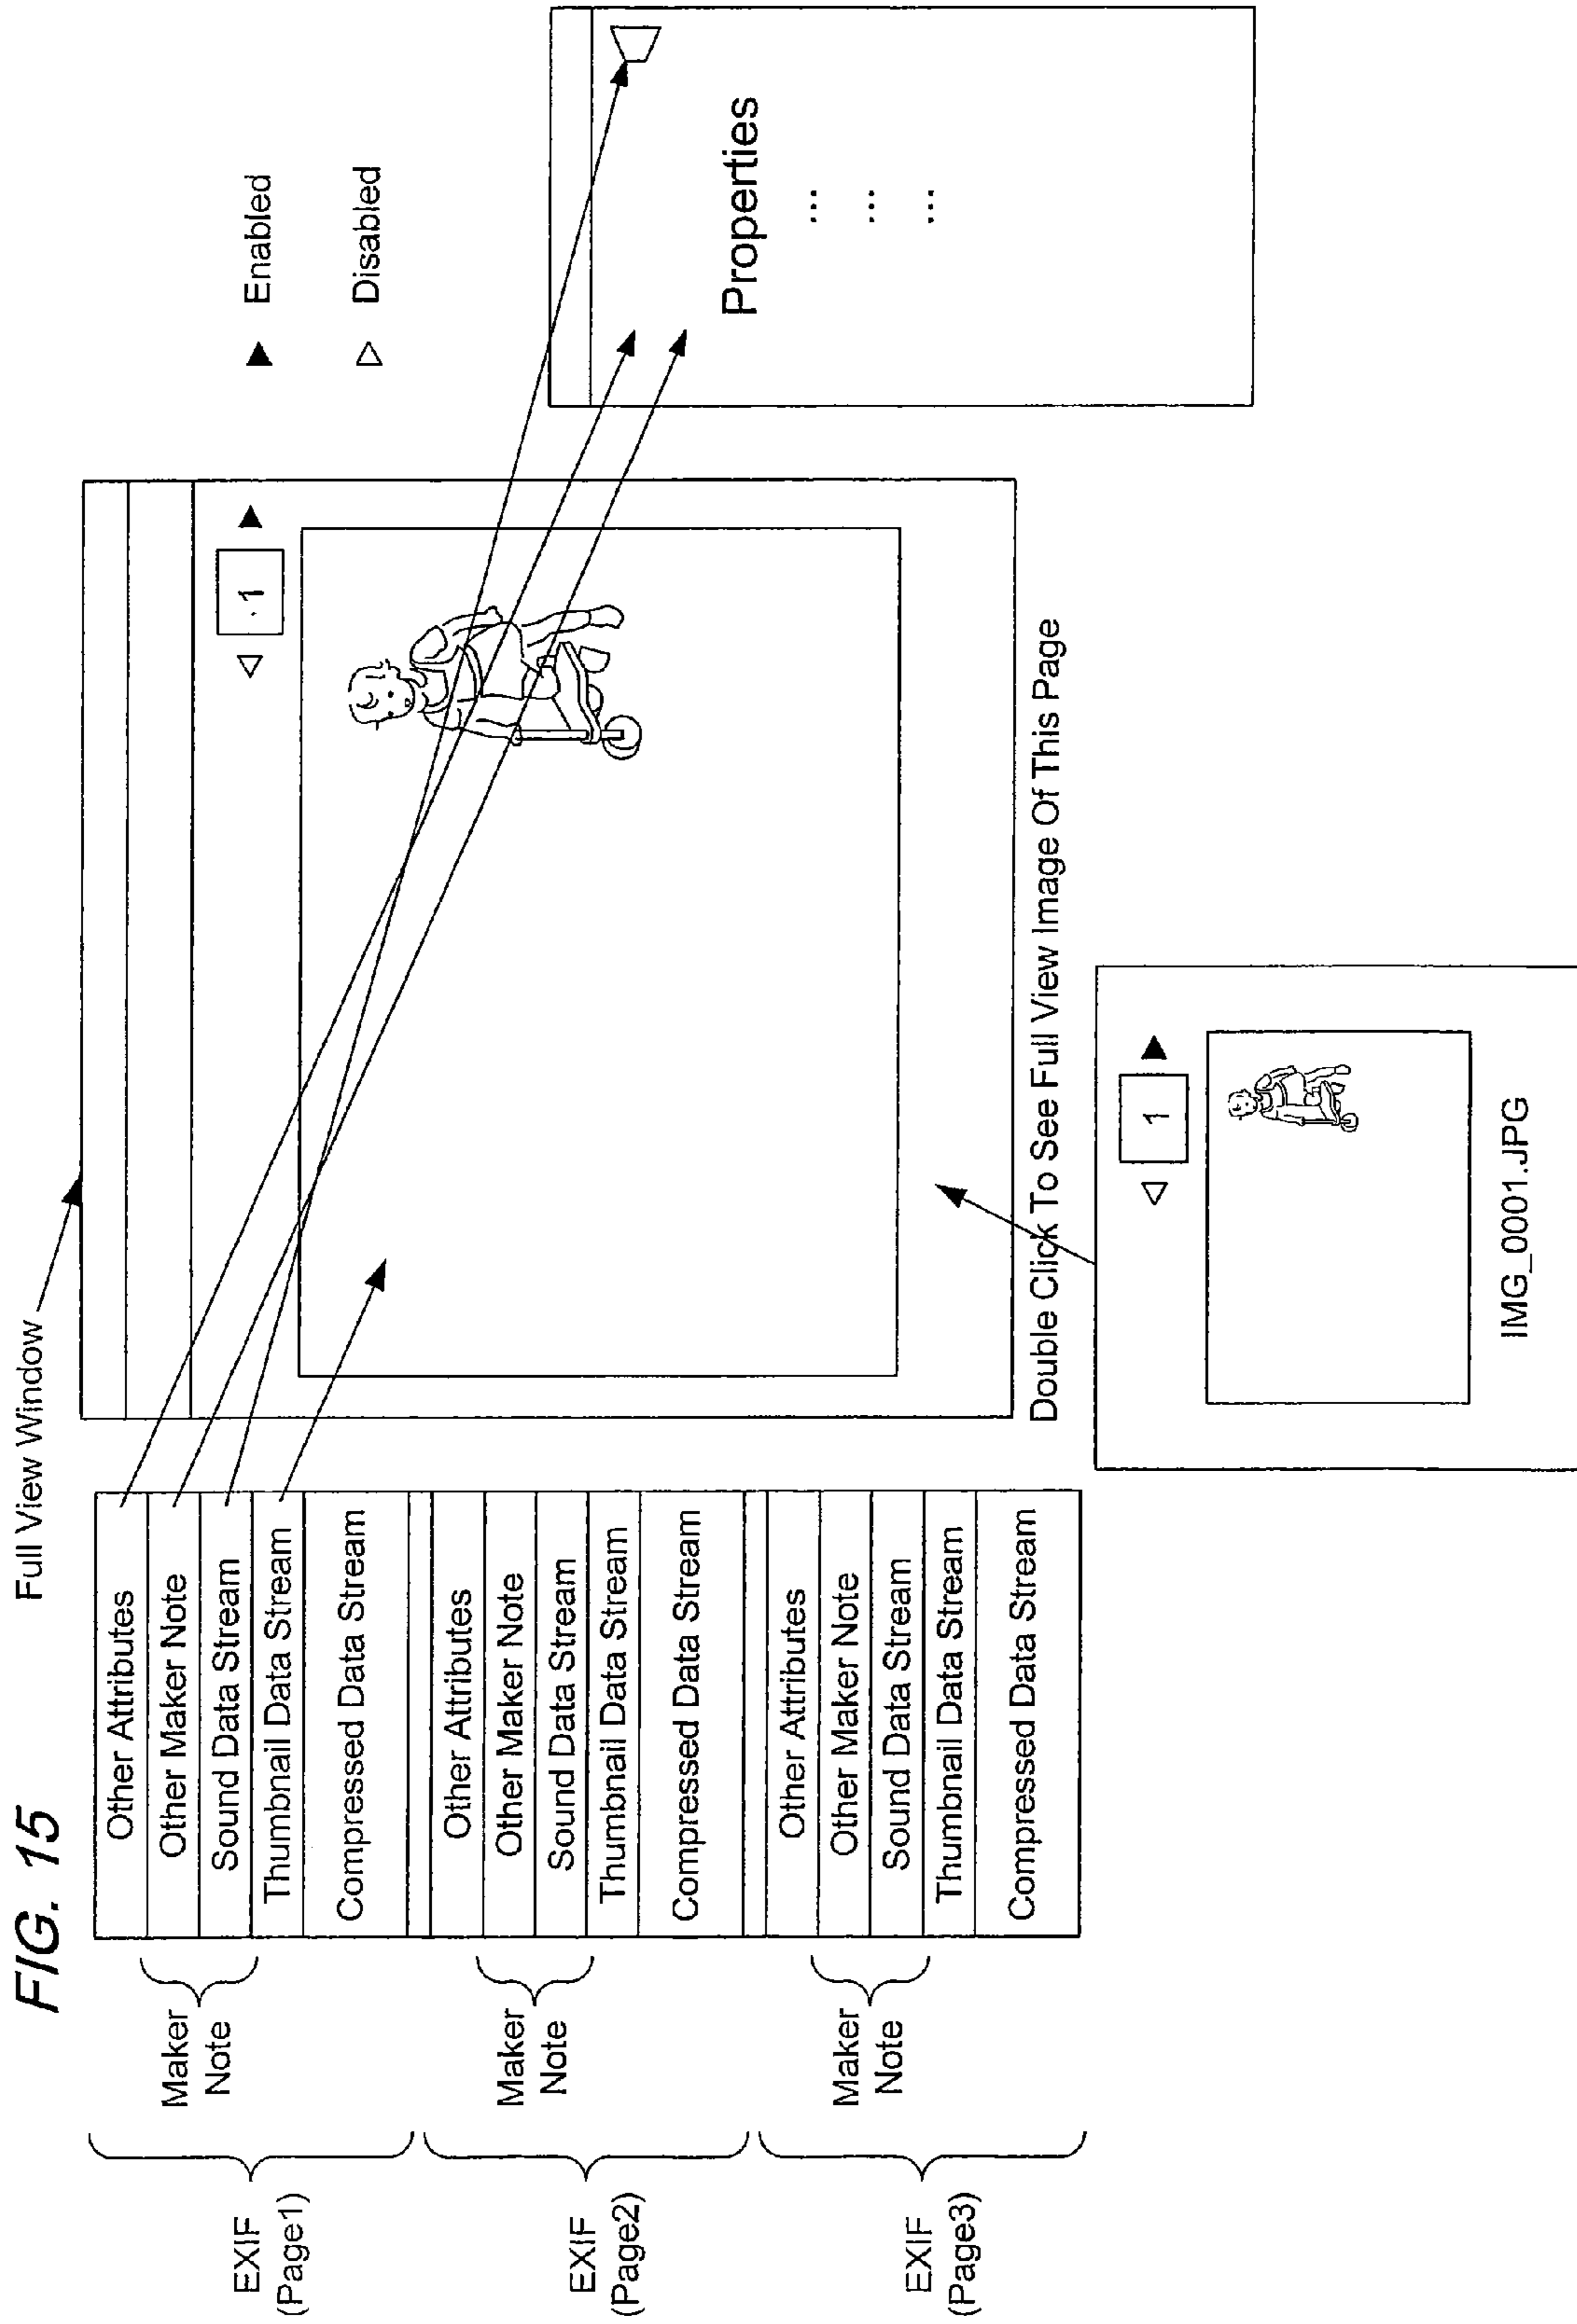 FIG. 15
EXIF
(Page1)
Maker
Note
Other Attributes
Other Maker Note
Sound Data Stream
Thumbnail Data Stream
Compressed Data Stream
EXIF
(Page2)
Maker
Note
Other Attributes
Other Maker Note
Sound Data Stream
Thumbnail Data Stream
Compressed Data Stream
EXIF
(Page3)
Maker
Note
Other Attributes
Other Maker Note
Sound Data Stream
Thumbnail Data Stream
Compressed Data Stream
Full View Window
◁ 1 ▶
Double Click To See Full View Image Of This Page
◁ 1 ▶
IMG_0001.JPG
▶ Enabled
▷ Disabled
Properties
...
...
...